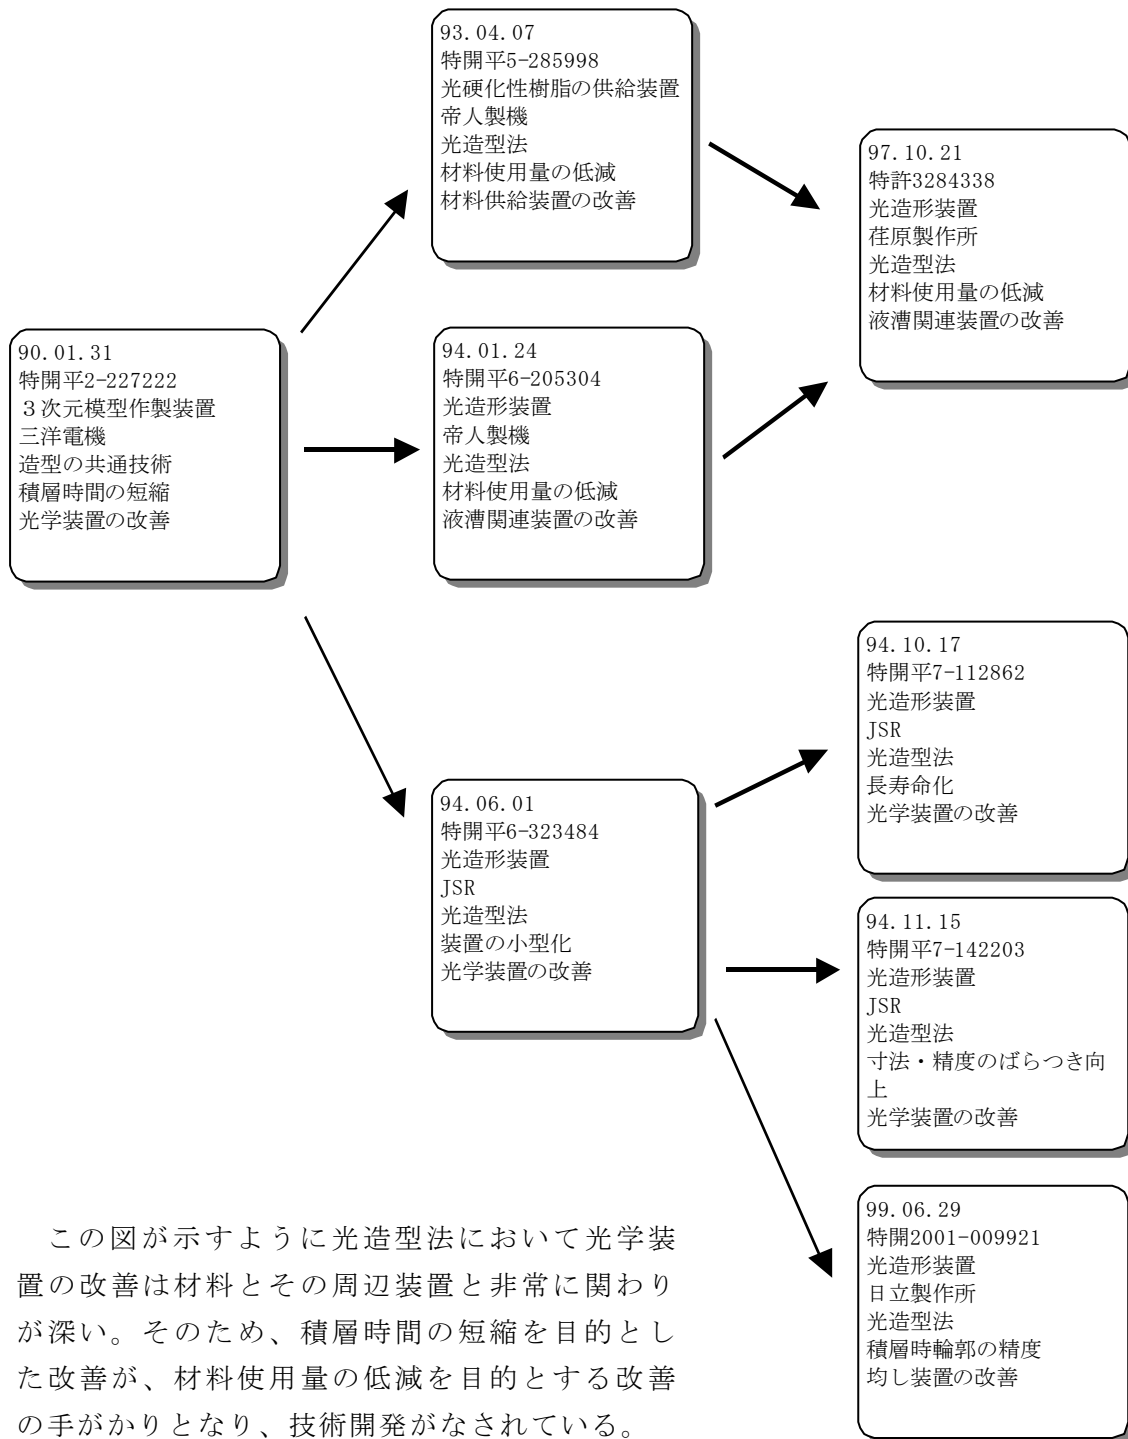 93.04.07
特開平5-285998
光硬化性樹脂の供給装置
帝人製機
光造型法
材料使用量の低減
材料供給装置の改善
97.10.21
特許3284338
光造形装置
荏原製作所
光造型法
材料使用量の低減
液漕関連装置の改善
90.01.31
特開平2-227222
３次元模型作製装置
三洋電機
造型の共通技術
積層時間の短縮
光学装置の改善
94.01.24
特開平6-205304
光造形装置
帝人製機
光造型法
材料使用量の低減
液漕関連装置の改善
94.10.17
特開平7-112862
光造形装置
JSR
光造型法
長寿命化
光学装置の改善
94.06.01
特開平6-323484
光造形装置
JSR
光造型法
装置の小型化
光学装置の改善
94.11.15
特開平7-142203
光造形装置
JSR
光造型法
寸法・精度のばらつき向
上
光学装置の改善
99.06.29
特開2001-009921
光造形装置
日立製作所
光造型法
積層時輪郭の精度
均し装置の改善
この図が示すように光造型法において光学装
置の改善は材料とその周辺装置と非常に関わり
が深い。そのため、積層時間の短縮を目的とし
た改善が、材料使用量の低減を目的とする改善
の手がかりとなり、技術開発がなされている。